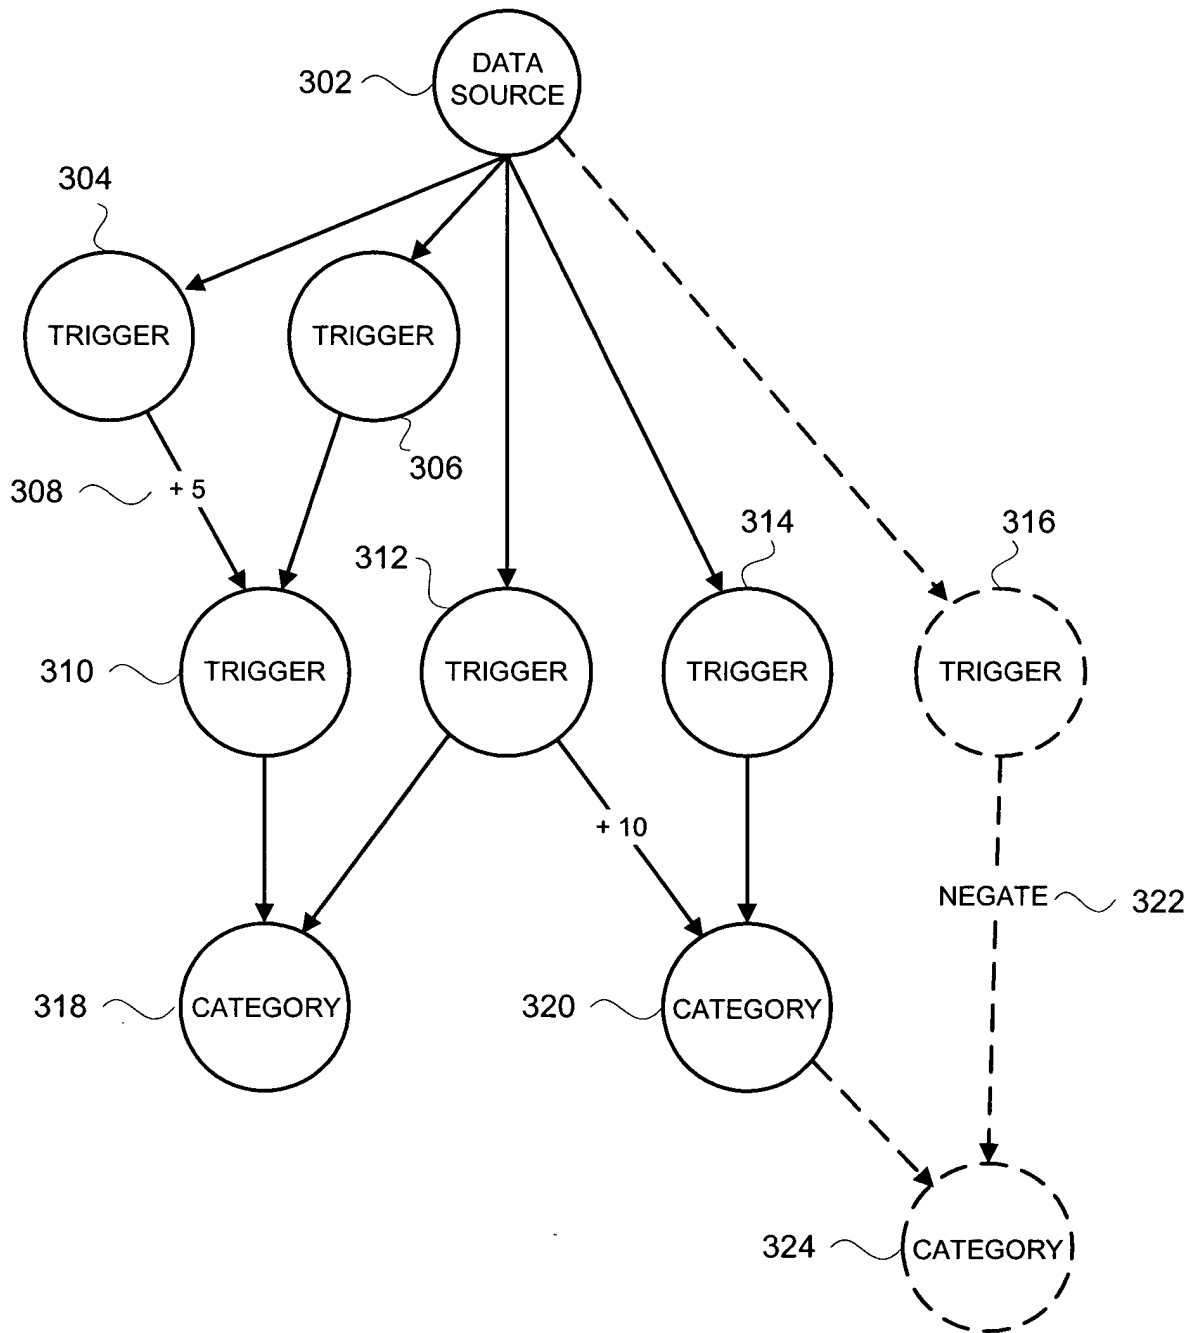 DATA
SOURCE
302
304
TRIGGER
TRIGGER
306
308
+ 5
312
314
316
310
TRIGGER
TRIGGER
TRIGGER
TRIGGER
+ 10
NEGATE
322
318
CATEGORY
320
CATEGORY
324
CATEGORY